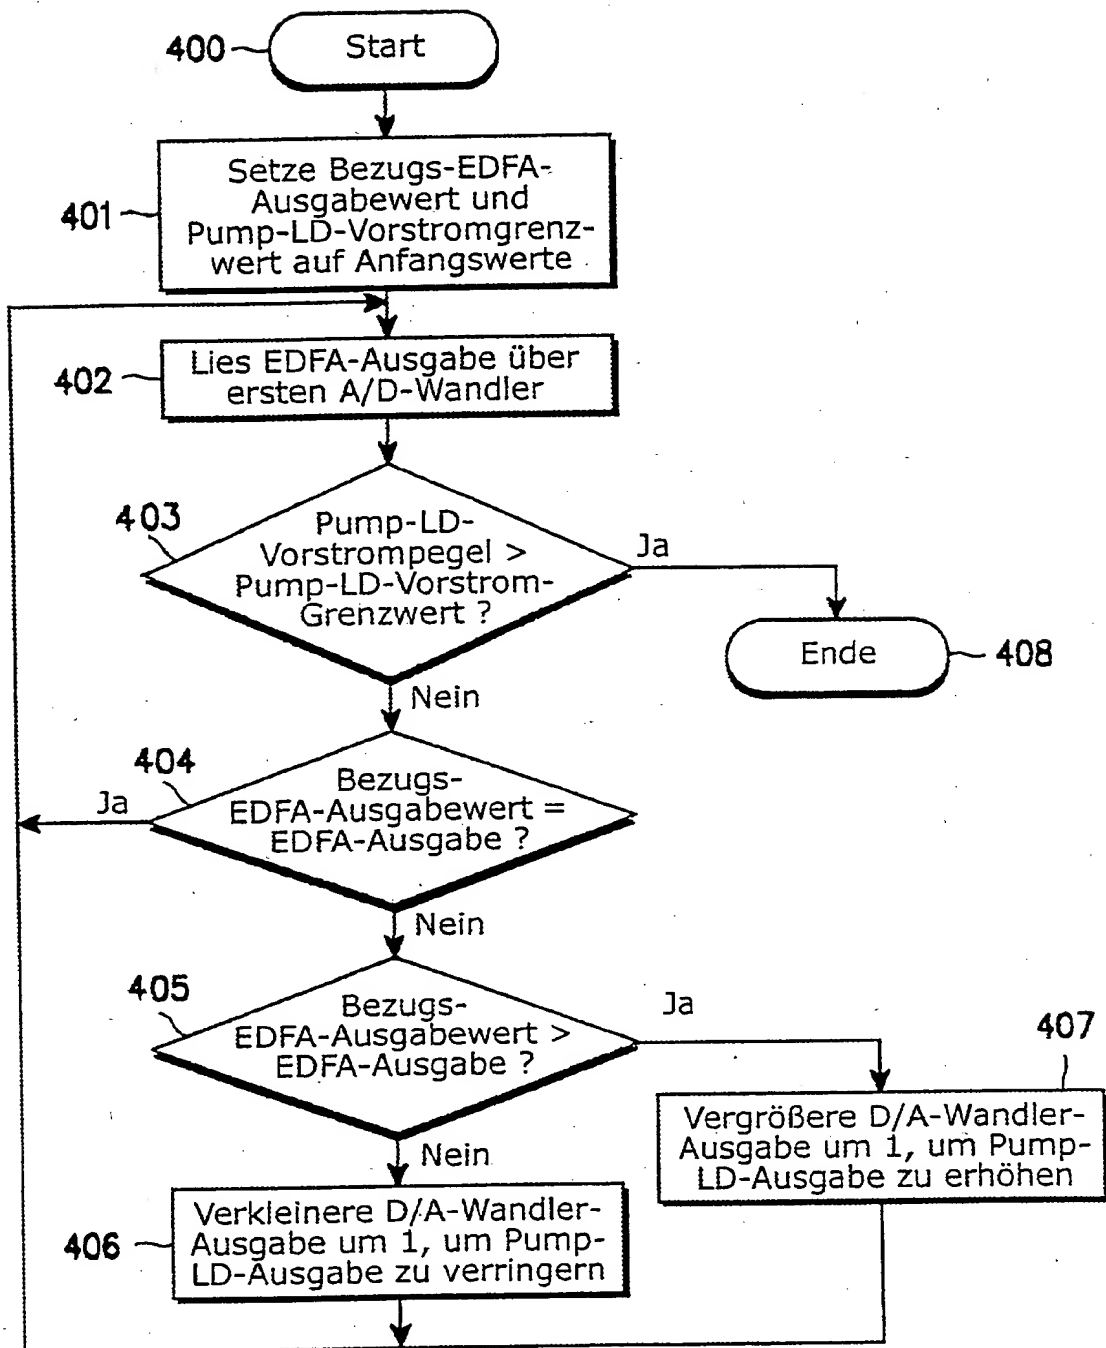 400
Start
401
Setze Bezugs-EDFA-
Ausgabewert und
Pump-LD-Vorstromgrenz-
wert auf Anfangswerte
402
Lies EDFA-Ausgabe über
ersten A/D-Wandler
403
Pump-LD-
Vorstrompegel >
Pump-LD-Vorstrom-
Grenzwert ?
Ja
Ende
408
Nein
404
Bezugs-
EDFA-Ausgabewert =
EDFA-Ausgabe ?
Ja
Nein
405
Bezugs-
EDFA-Ausgabewert >
EDFA-Ausgabe ?
Ja
407
Vergrößere D/A-Wandler-
Ausgabe um 1, um Pump-
LD-Ausgabe zu erhöhen
Nein
406
Verkleinere D/A-Wandler-
Ausgabe um 1, um Pump-
LD-Ausgabe zu verringern